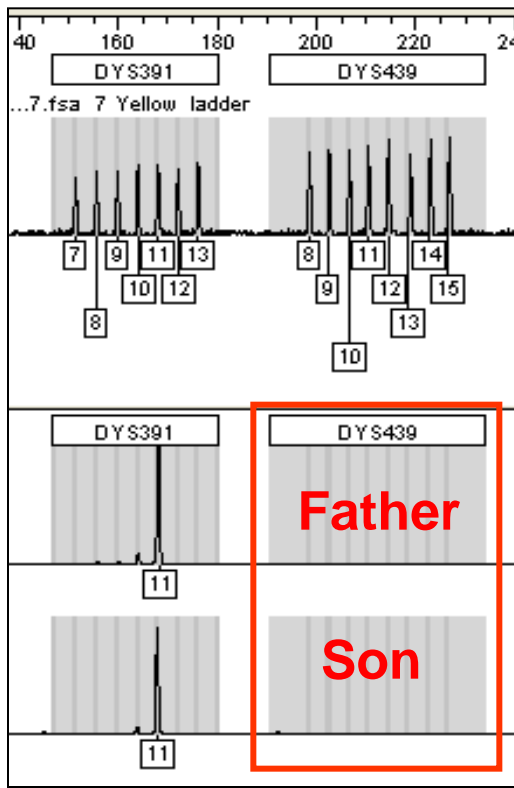 40 160 180 200 220 24
DYS391 DYS439
...7.fsa 7 Yellow ladder
7 9 11 13 8 11 14
10 12 9 12 15
8 13
10
DYS391 DYS439
Father
11
Son
11